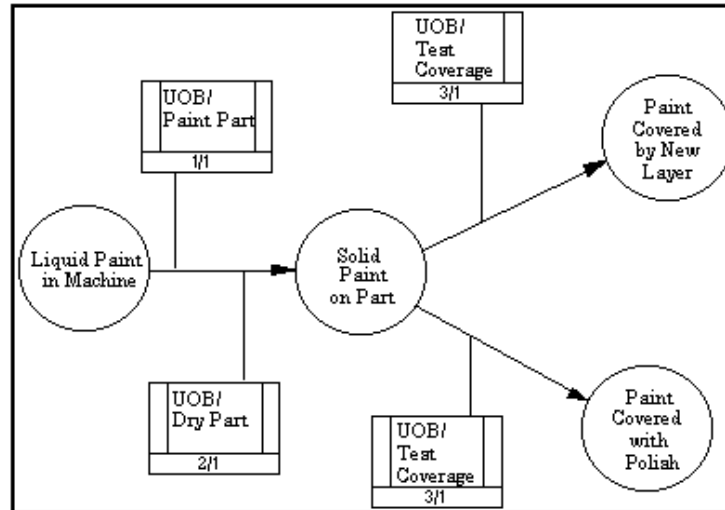 UOB/
Test
Coverage
3/1
UOB/
Paint Part
1/1
Paint
Covered
by New
Layer
Liquid Paint
in Machine
Solid
Paint
on Part
UOB/
Dry Part
2/1
UOB/
Test
Coverage
3/1
Paint
Covered
with
Polish